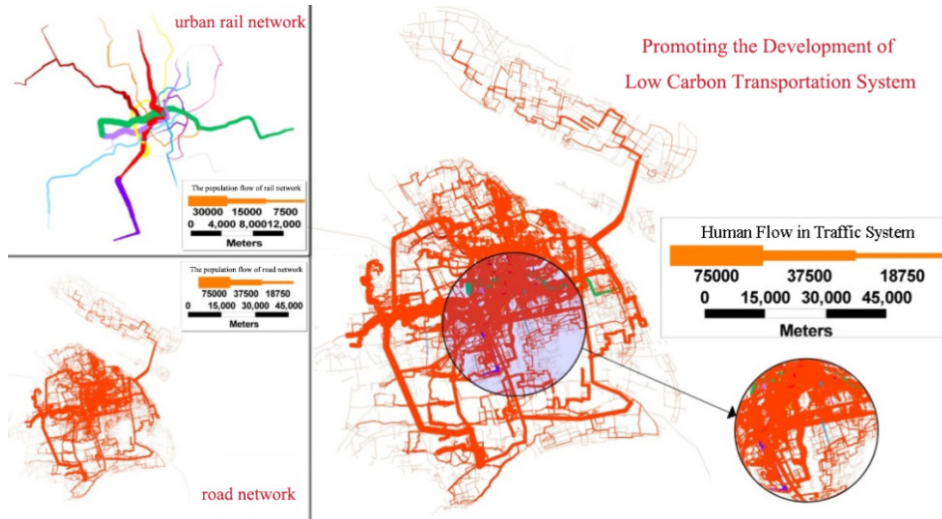 urban rail network
The population flow of rail network
30000 15000 7500
0 4,000 8,000 12,000
Meters
The population flow of road network
75000 37500 18750
0 15,000 30,000 45,000
Meters
road network
Promoting the Development of
Low Carbon Transportation System
Human Flow in Traffic System
75000 37500 18750
0 15,000 30,000 45,000
Meters